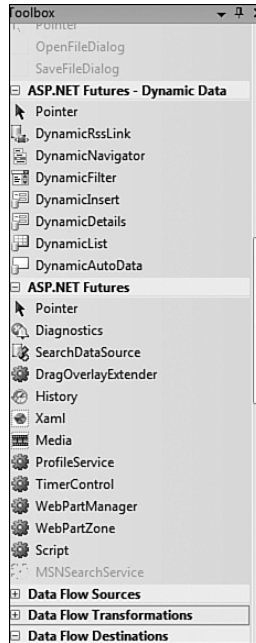 Toolbox
Pointer
OpenFileDialog
SaveFileDialog
ASP.NET Futures - Dynamic Data
Pointer
DynamicRssLink
DynamicNavigator
DynamicFilter
DynamicInsert
DynamicDetails
DynamicList
DynamicAutoData
ASP.NET Futures
Pointer
Diagnostics
SearchDataSource
DragOverlayExtender
History
Xaml
Media
ProfileService
TimerControl
WebPartManager
WebPartZone
Script
MSNSearchService
Data Flow Sources
Data Flow Transformations
Data Flow Destinations